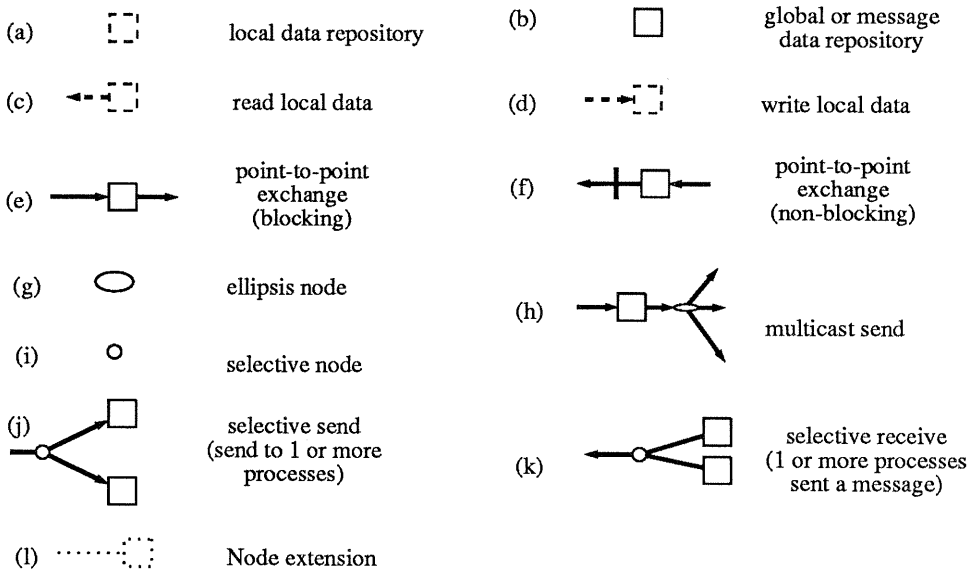 (a) local data repository
(b) global or message
data repository
(c) read local data
(d) write local data
(e) point-to-point
exchange
(blocking)
(f) point-to-point
exchange
(non-blocking)
(g) ellipsis node
(h) multicast send
(i) selective node
(j) selective send
(send to 1 or more
processes)
(k) selective receive
(1 or more processes
sent a message)
(l) Node extension